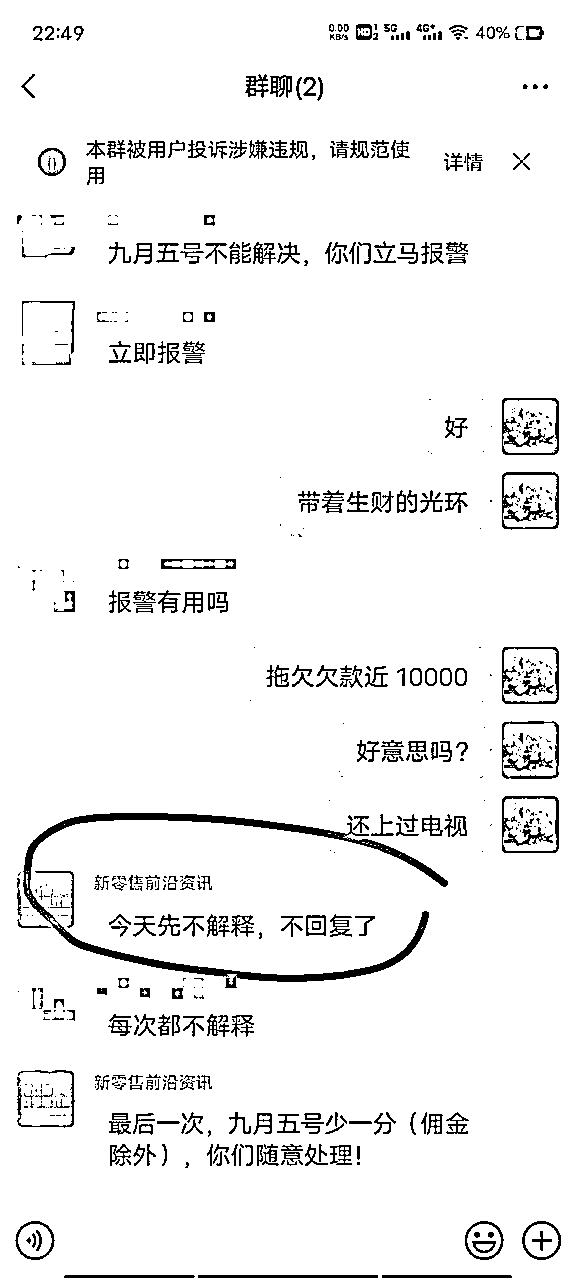 22:49
0.00 KB/s HD 1 2 5G 4G+ 40%
群聊(2)
本群被用户投诉涉嫌违规，请规范使
用
详情
九月五号不能解决，你们立马报警
立即报警
好
带着生财的光环
报警有用吗
拖欠欠款近 10000
好意思吗？
还上过电视
新零售前沿资讯
今天先不解释，不回复了
每次都不解释
新零售前沿资讯
最后一次，九月五号少一分（佣金
除外），你们随意处理！